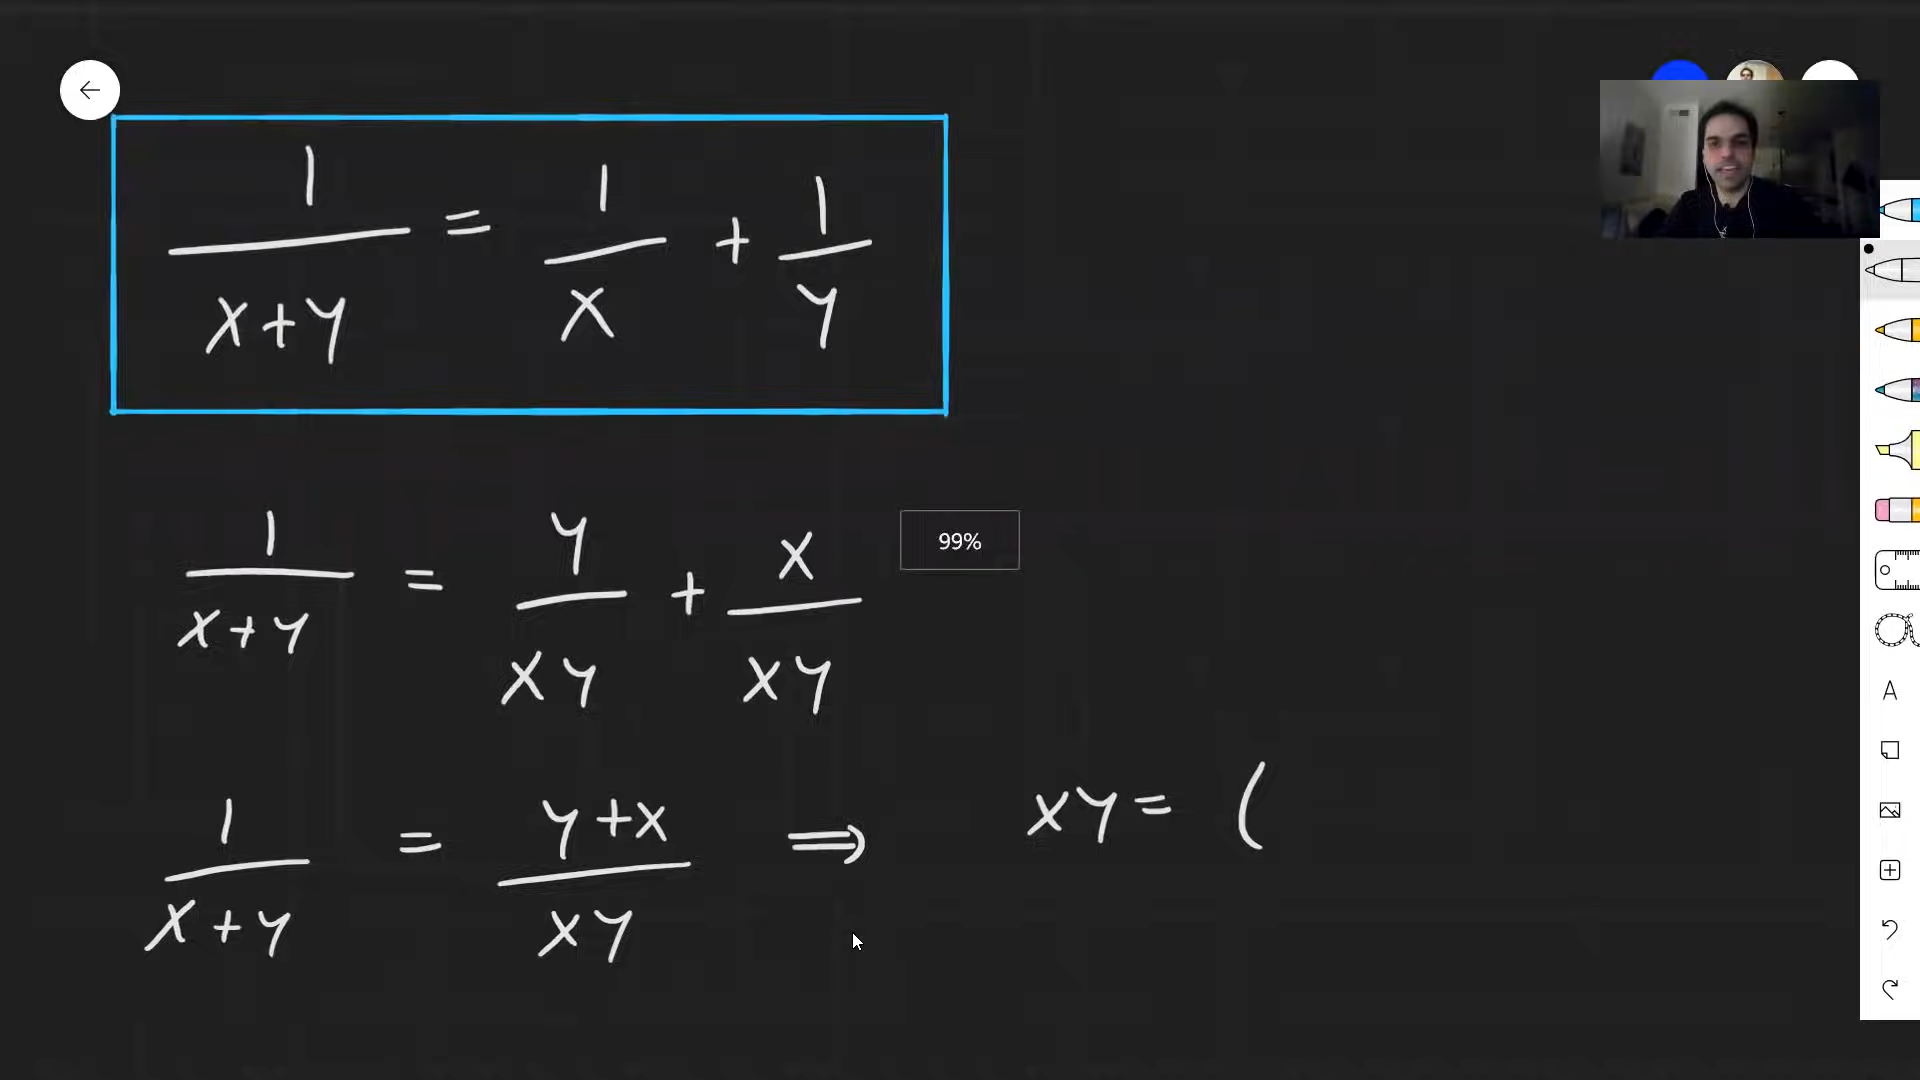 1/(x+y) = 1/x + 1/y
1/(x+y) = y/(xy) + x/(xy)
99%
1/(x+y) = (y+x)/(xy) ⇒ xy = (
A